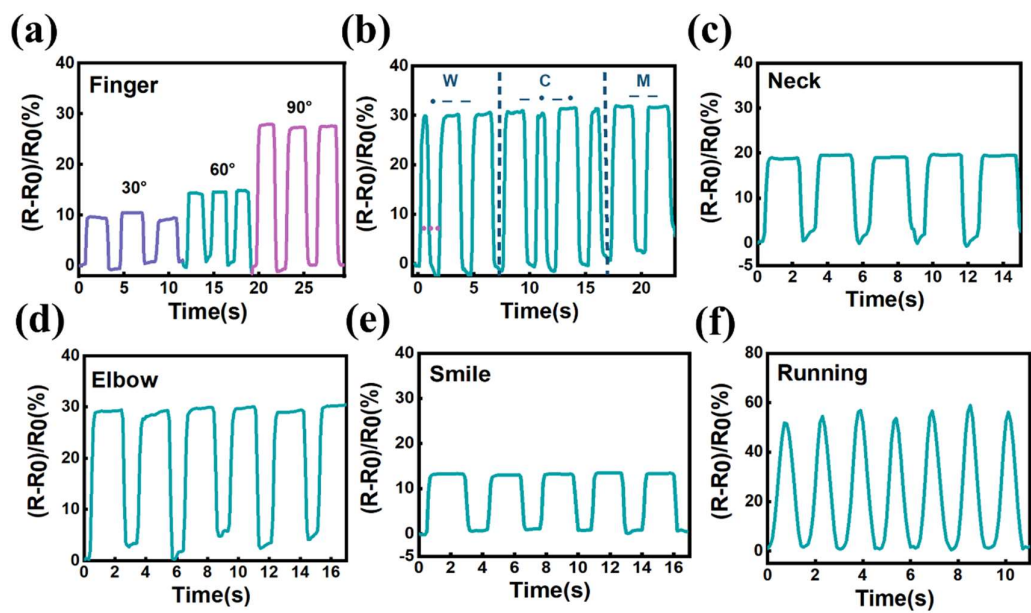 (a)
40
30
20
10
0
(R-R0)/R0(%)
Finger
30°
60°
90°
0 5 10 15 20 25
Time(s)
(b)
40
30
20
10
0
(R-R0)/R0(%)
W C M
• — — — • — • — —
0 5 10 15 20
Time(s)
(c)
40
30
20
10
0
-5
(R-R0)/R0(%)
Neck
0 2 4 6 8 10 12 14
Time(s)
(d)
40
30
20
10
0
(R-R0)/R0(%)
Elbow
0 2 4 6 8 10 12 14 16
Time(s)
(e)
40
30
20
10
0
-5
(R-R0)/R0(%)
Smile
0 2 4 6 8 10 12 14 16
Time(s)
(f)
80
60
40
20
0
(R-R0)/R0(%)
Running
0 2 4 6 8 10
Time(s)